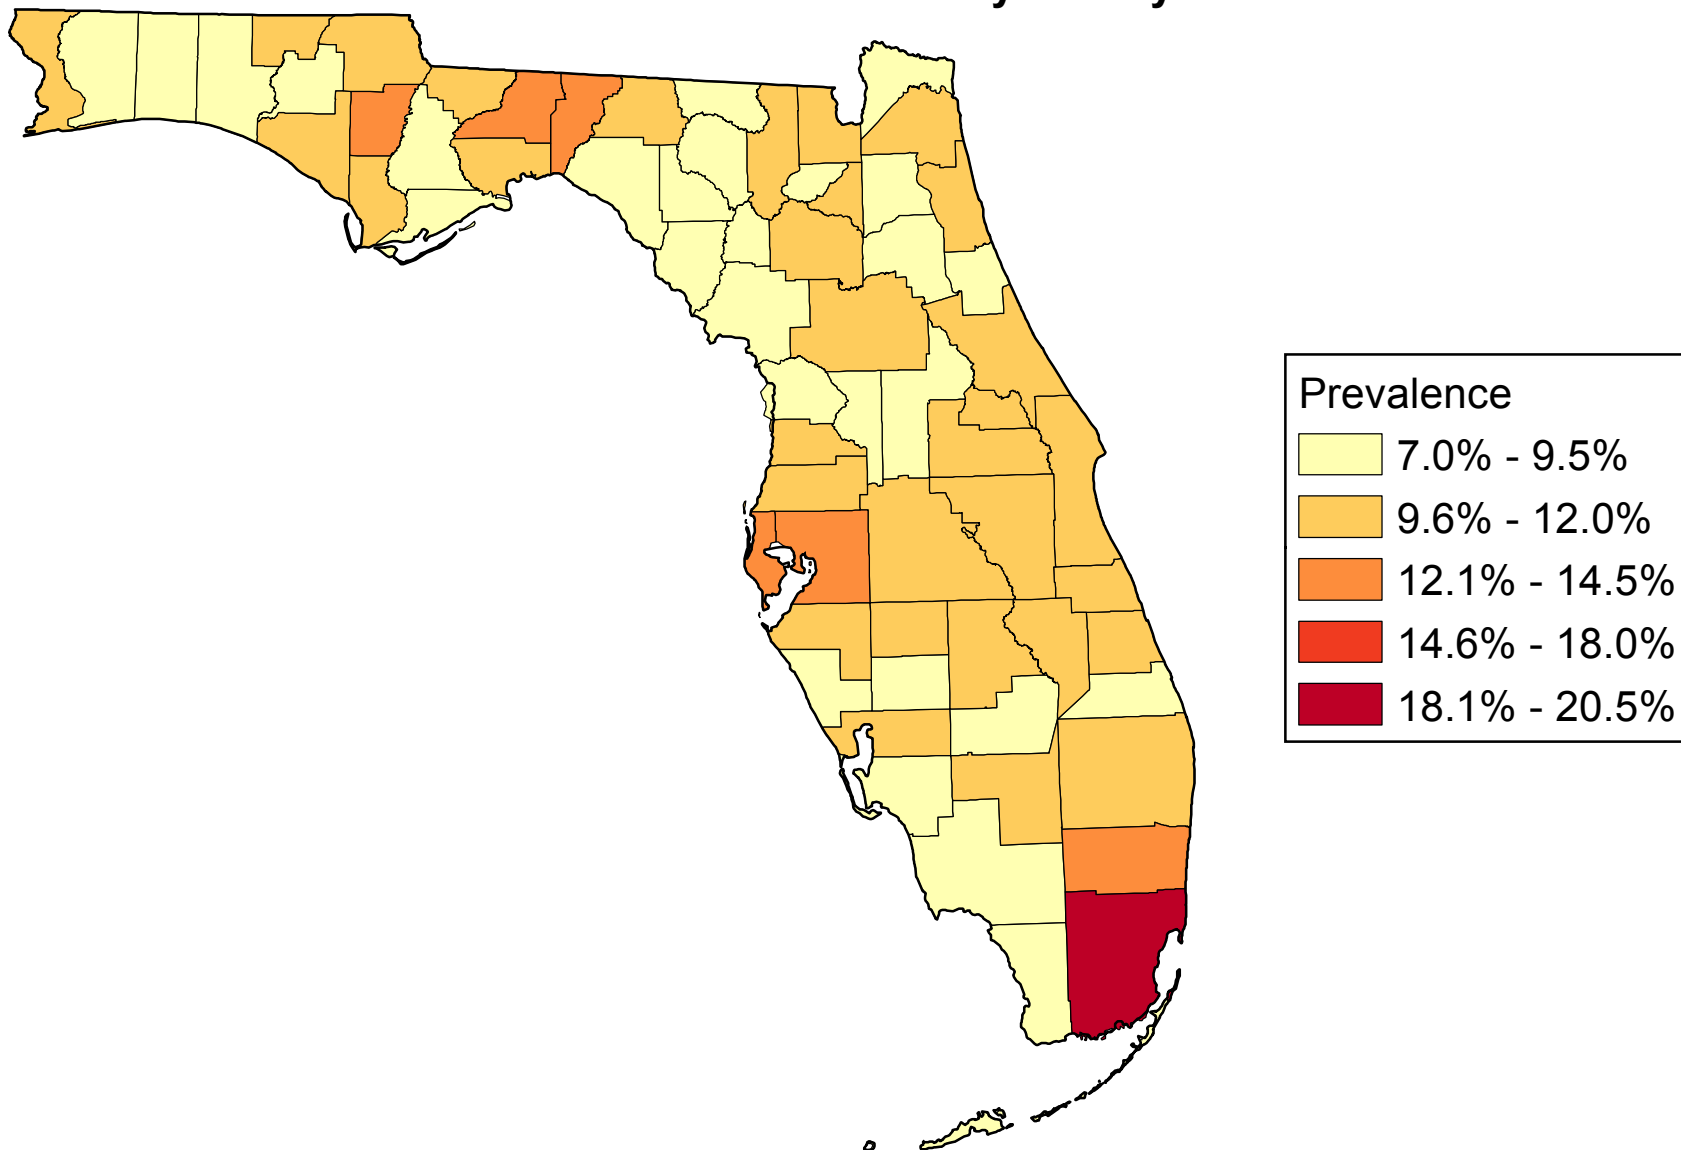 Prevalence
7.0% - 9.5%
9.6% - 12.0%
12.1% - 14.5%
14.6% - 18.0%
18.1% - 20.5%